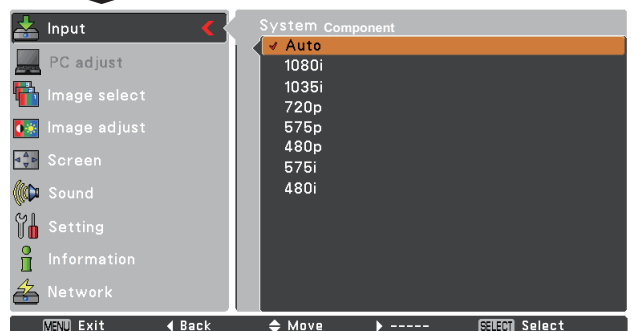 Input
PC adjust
Image select
Image adjust
Screen
Sound
Setting
Information
Network
System Component
Auto
1080i
1035i
720p
575p
480p
575i
480i
MENU Exit Back Move ----- SELECT Select